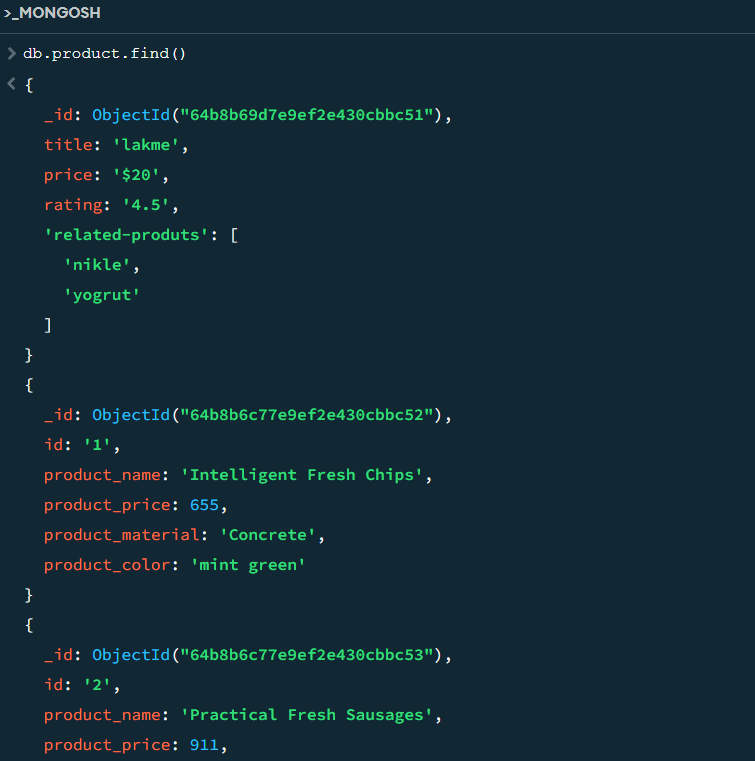 >_MONGOSH
> db.product.find()
< {
_id: ObjectId("64b8b69d7e9ef2e430cbbc51"),
title: 'lakme',
price: '$20',
rating: '4.5',
'related-produts': [
'nikle',
'yogrut'
]
}
{
_id: ObjectId("64b8b6c77e9ef2e430cbbc52"),
id: '1',
product_name: 'Intelligent Fresh Chips',
product_price: 655,
product_material: 'Concrete',
product_color: 'mint green'
}
{
_id: ObjectId("64b8b6c77e9ef2e430cbbc53"),
id: '2',
product_name: 'Practical Fresh Sausages',
product_price: 911,